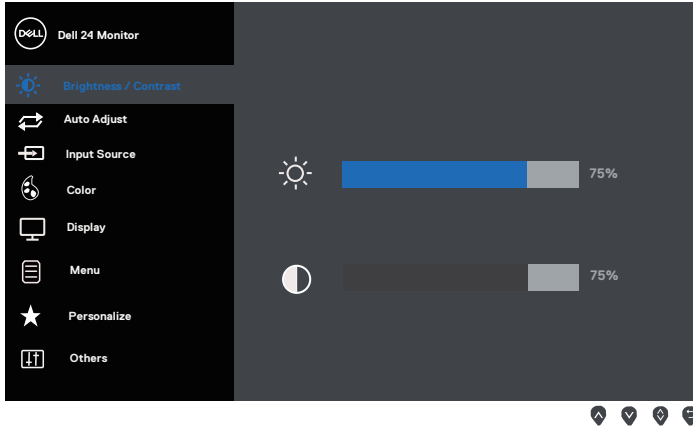 DELL
Dell 24 Monitor
Brightness / Contrast
Auto Adjust
Input Source
75%
Color
Display
Menu
75%
Personalize
Others